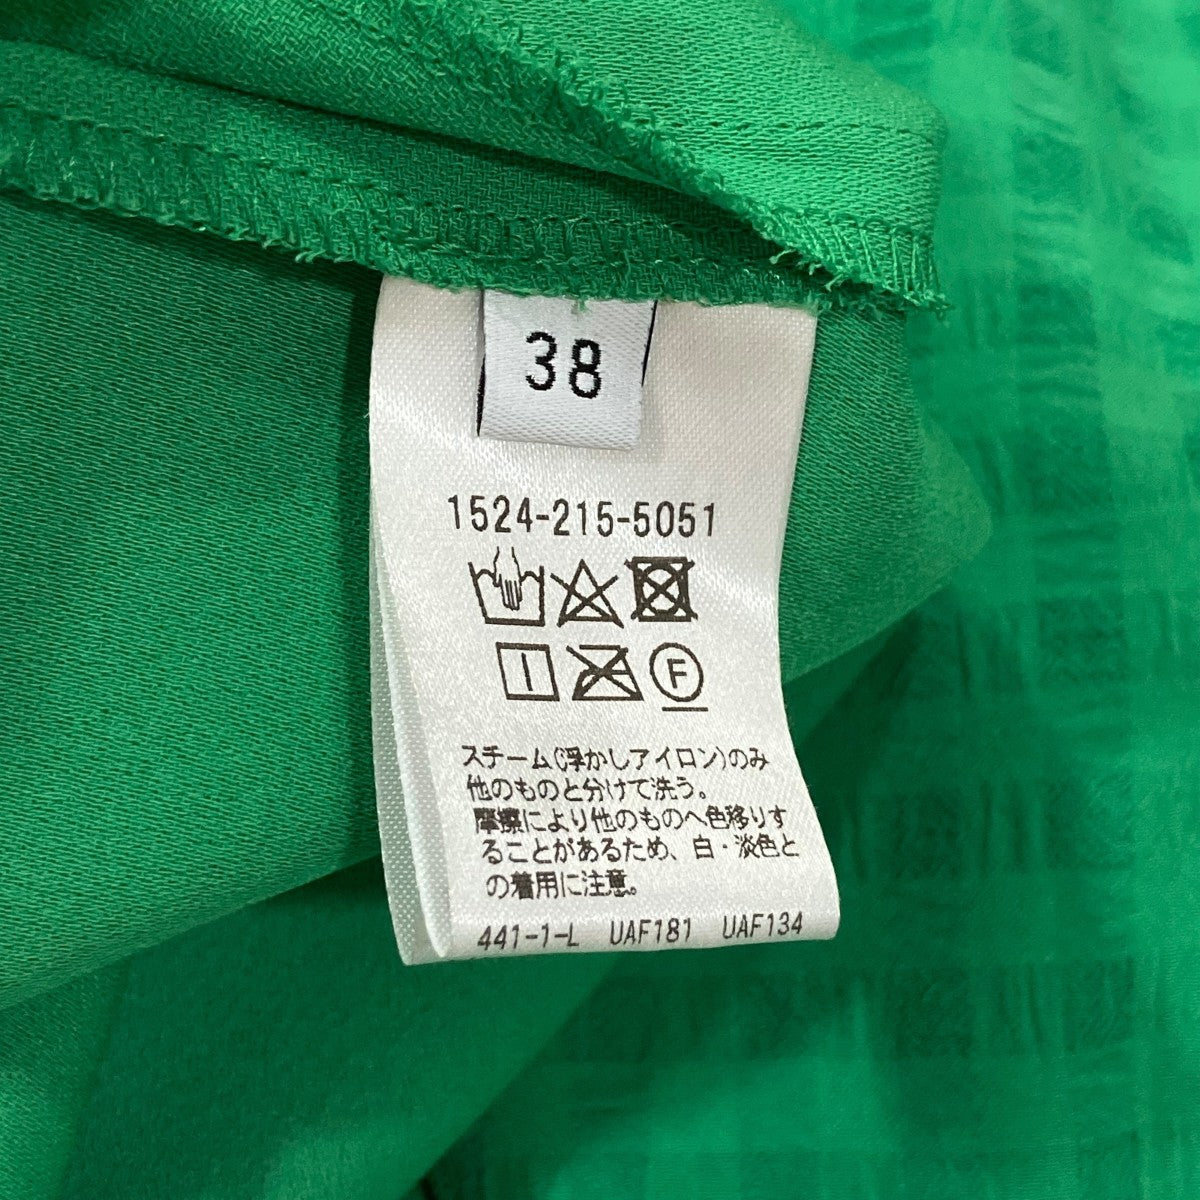 38
1524-215-5051
F
スチーム(浮かしアイロン)のみ
他のものと分けて洗う。
摩擦により他のものへ色移りす
ることがあるため、白・淡色と
の着用に注意。
441-1-L UAF181 UAF134